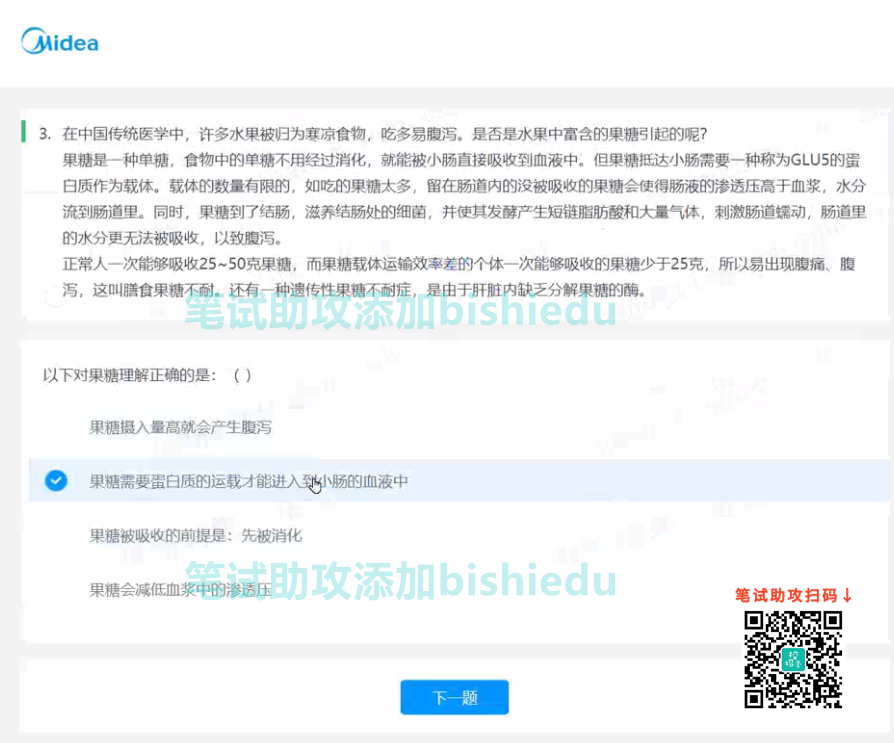 Midea
3. 在中国传统医学中，许多水果被归为寒凉食物，吃多易腹泻。是否是水果中富含的果糖引起的呢?
果糖是一种单糖，食物中的单糖不用经过消化，就能被小肠直接吸收到血液中。但果糖抵达小肠需要一种称为GLU5的蛋
白质作为载体。载体的数量有限的，如吃的果糖太多，留在肠道内的没被吸收的果糖会使得肠液的渗透压高于血浆，水分
流到肠道里。同时，果糖到了结肠，滋养结肠处的细菌，并使其发酵产生短链脂肪酸和大量气体，刺激肠道蠕动，肠道里
的水分更无法被吸收，以致腹泻。
正常人一次能够吸收25~50克果糖，而果糖载体运输效率差的个体一次能够吸收的果糖少于25克，所以易出现腹痛、腹
泻，这叫膳食果糖不耐。还有一种遗传性果糖不耐症，是由于肝脏内缺乏分解果糖的酶。
笔试助攻添加bishiedu
以下对果糖理解正确的是：（ ）
果糖摄入量高就会产生腹泻
果糖需要蛋白质的运载才能进入到小肠的血液中
果糖被吸收的前提是：先被消化
果糖会减低血浆中的渗透压
笔试助攻添加bishiedu
笔试助攻扫码↓
下一题